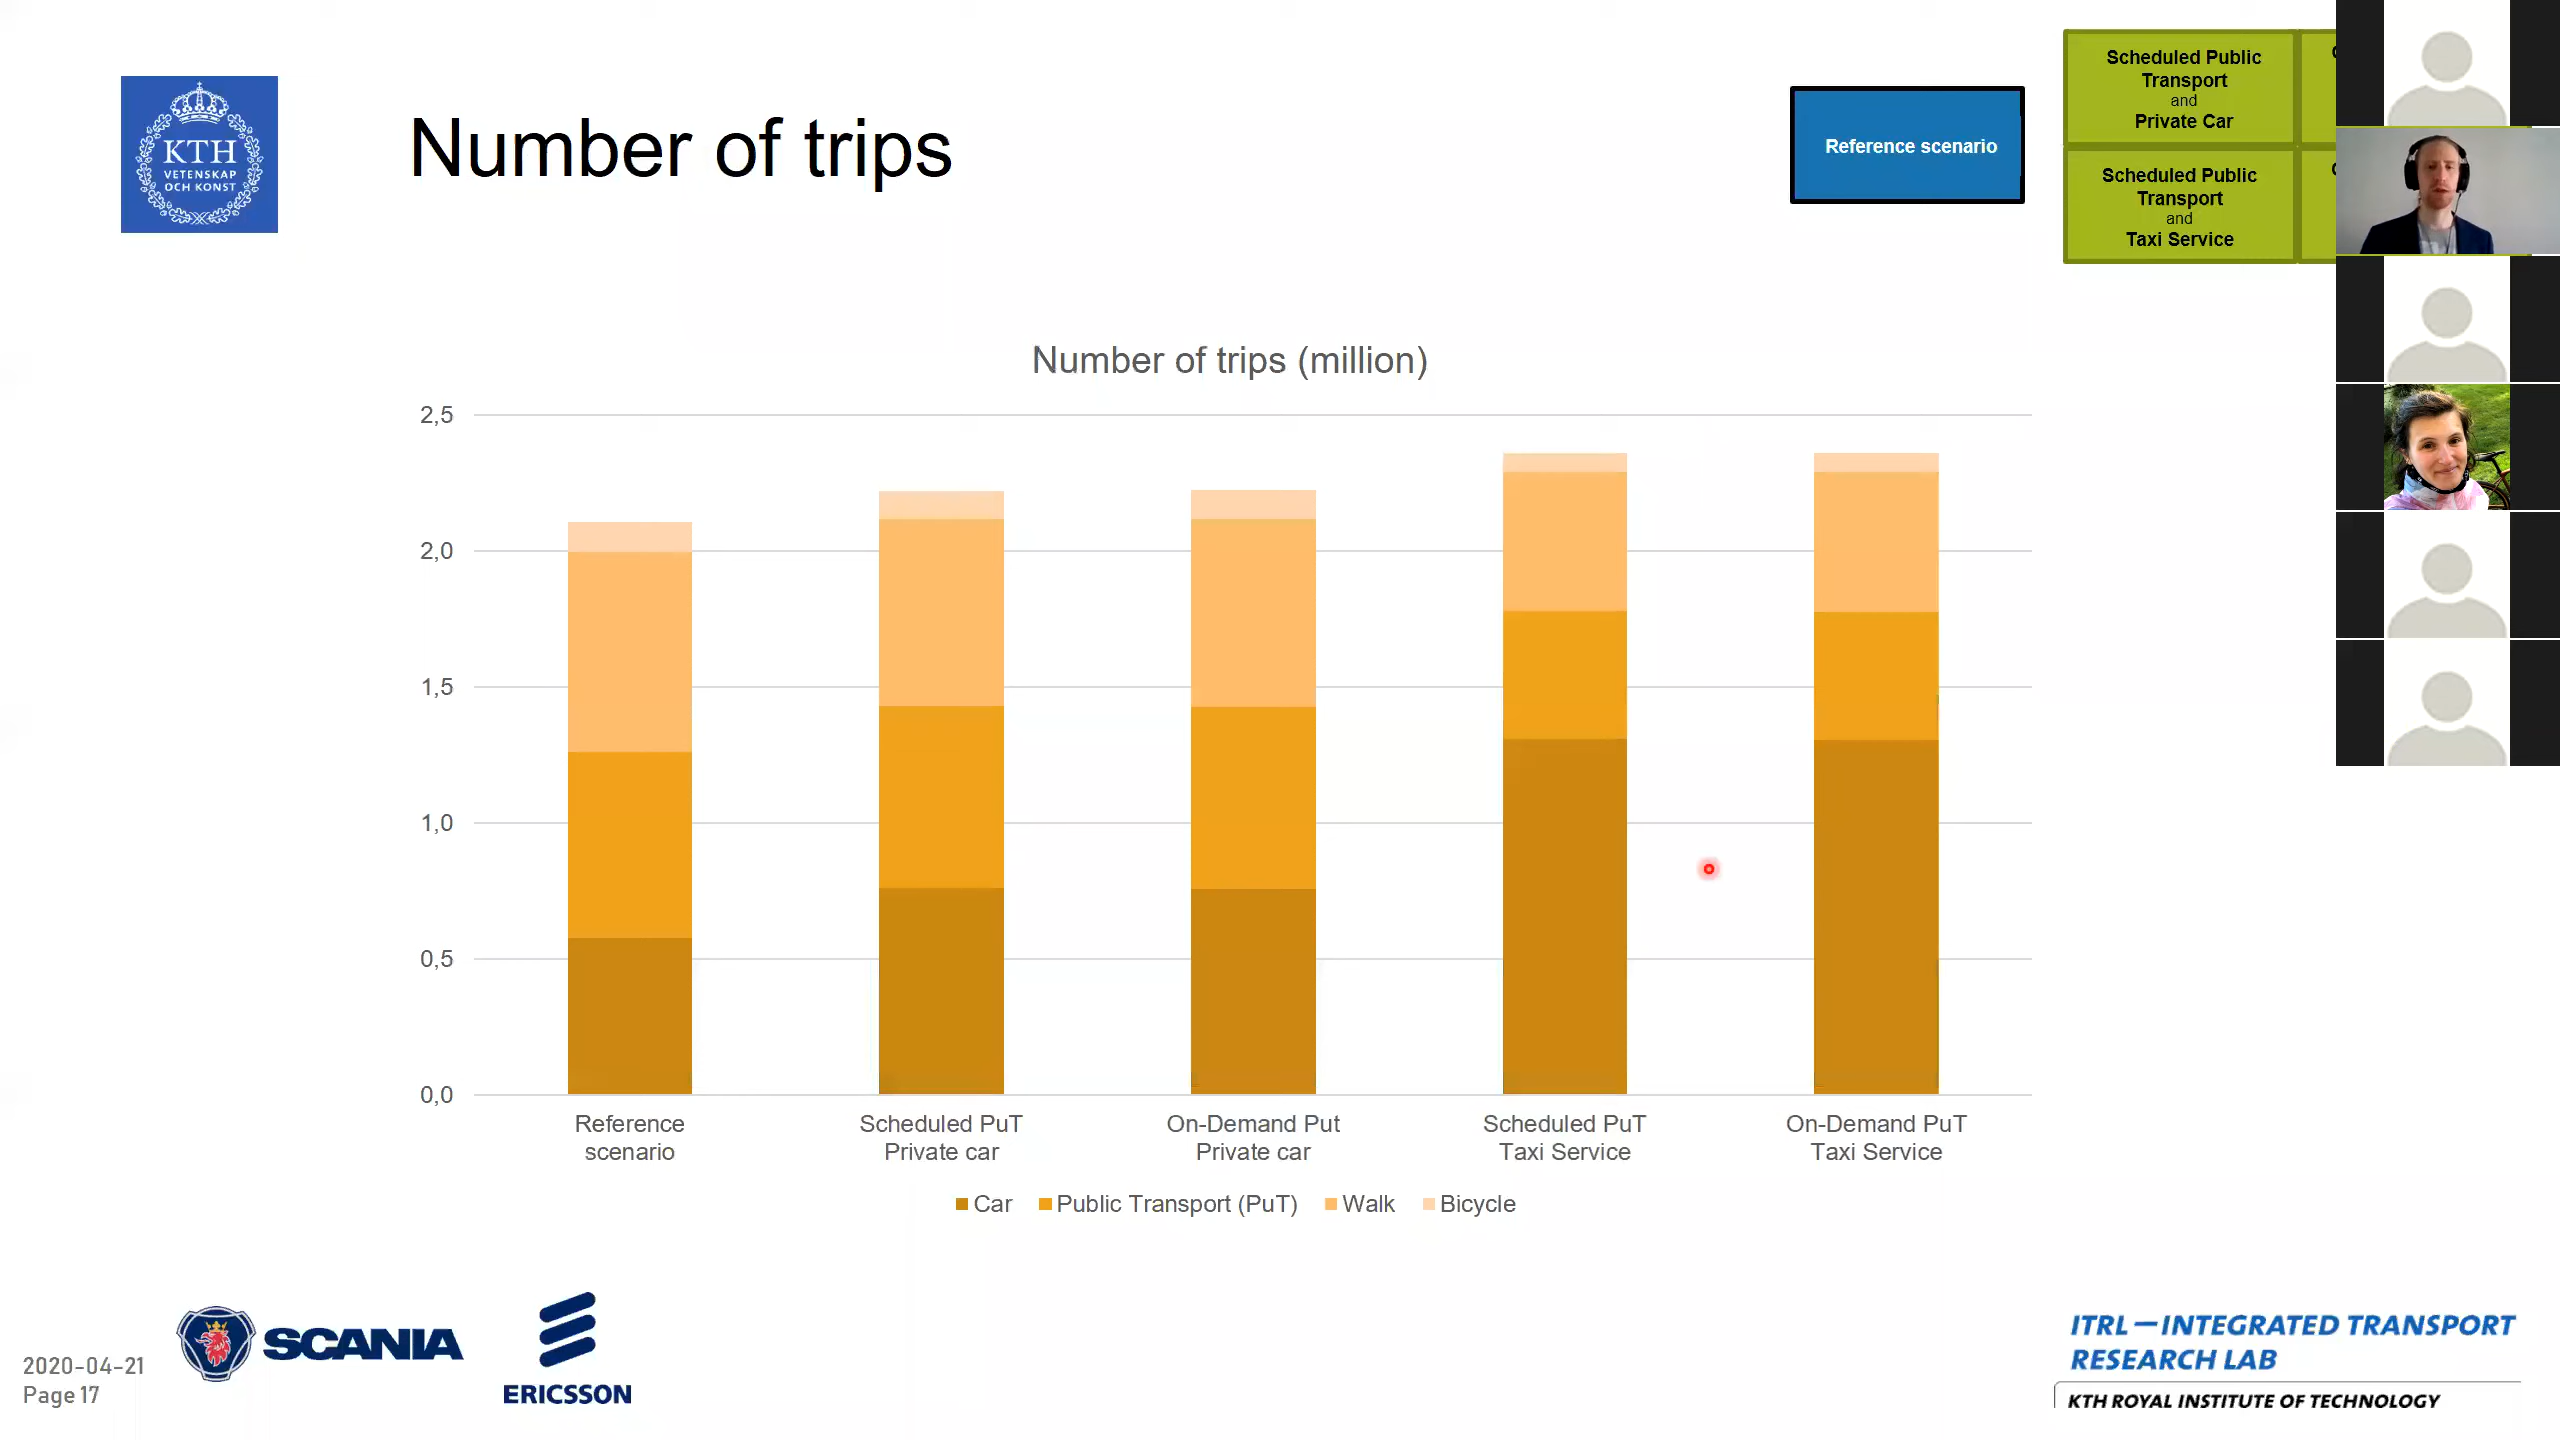 KTH
VETENSKAP
OCH KONST
Number of trips
Reference scenario
Scheduled Public
Transport
and
Private Car
Scheduled Public
Transport
and
Taxi Service
Number of trips (million)
2,5
2,0
1,5
1,0
0,5
0,0
Reference
scenario
Scheduled PuT
Private car
On-Demand Put
Private car
Scheduled PuT
Taxi Service
On-Demand PuT
Taxi Service
Car
Public Transport (PuT)
Walk
Bicycle
2020-04-21
Page 17
SCANIA
ERICSSON
ITRL—INTEGRATED TRANSPORT
RESEARCH LAB
KTH ROYAL INSTITUTE OF TECHNOLOGY